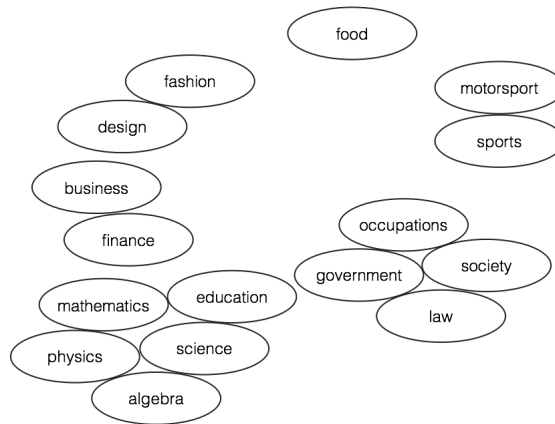 food
fashion
motorsport
design
sports
business
occupations
finance
society
government
education
mathematics
law
science
physics
algebra